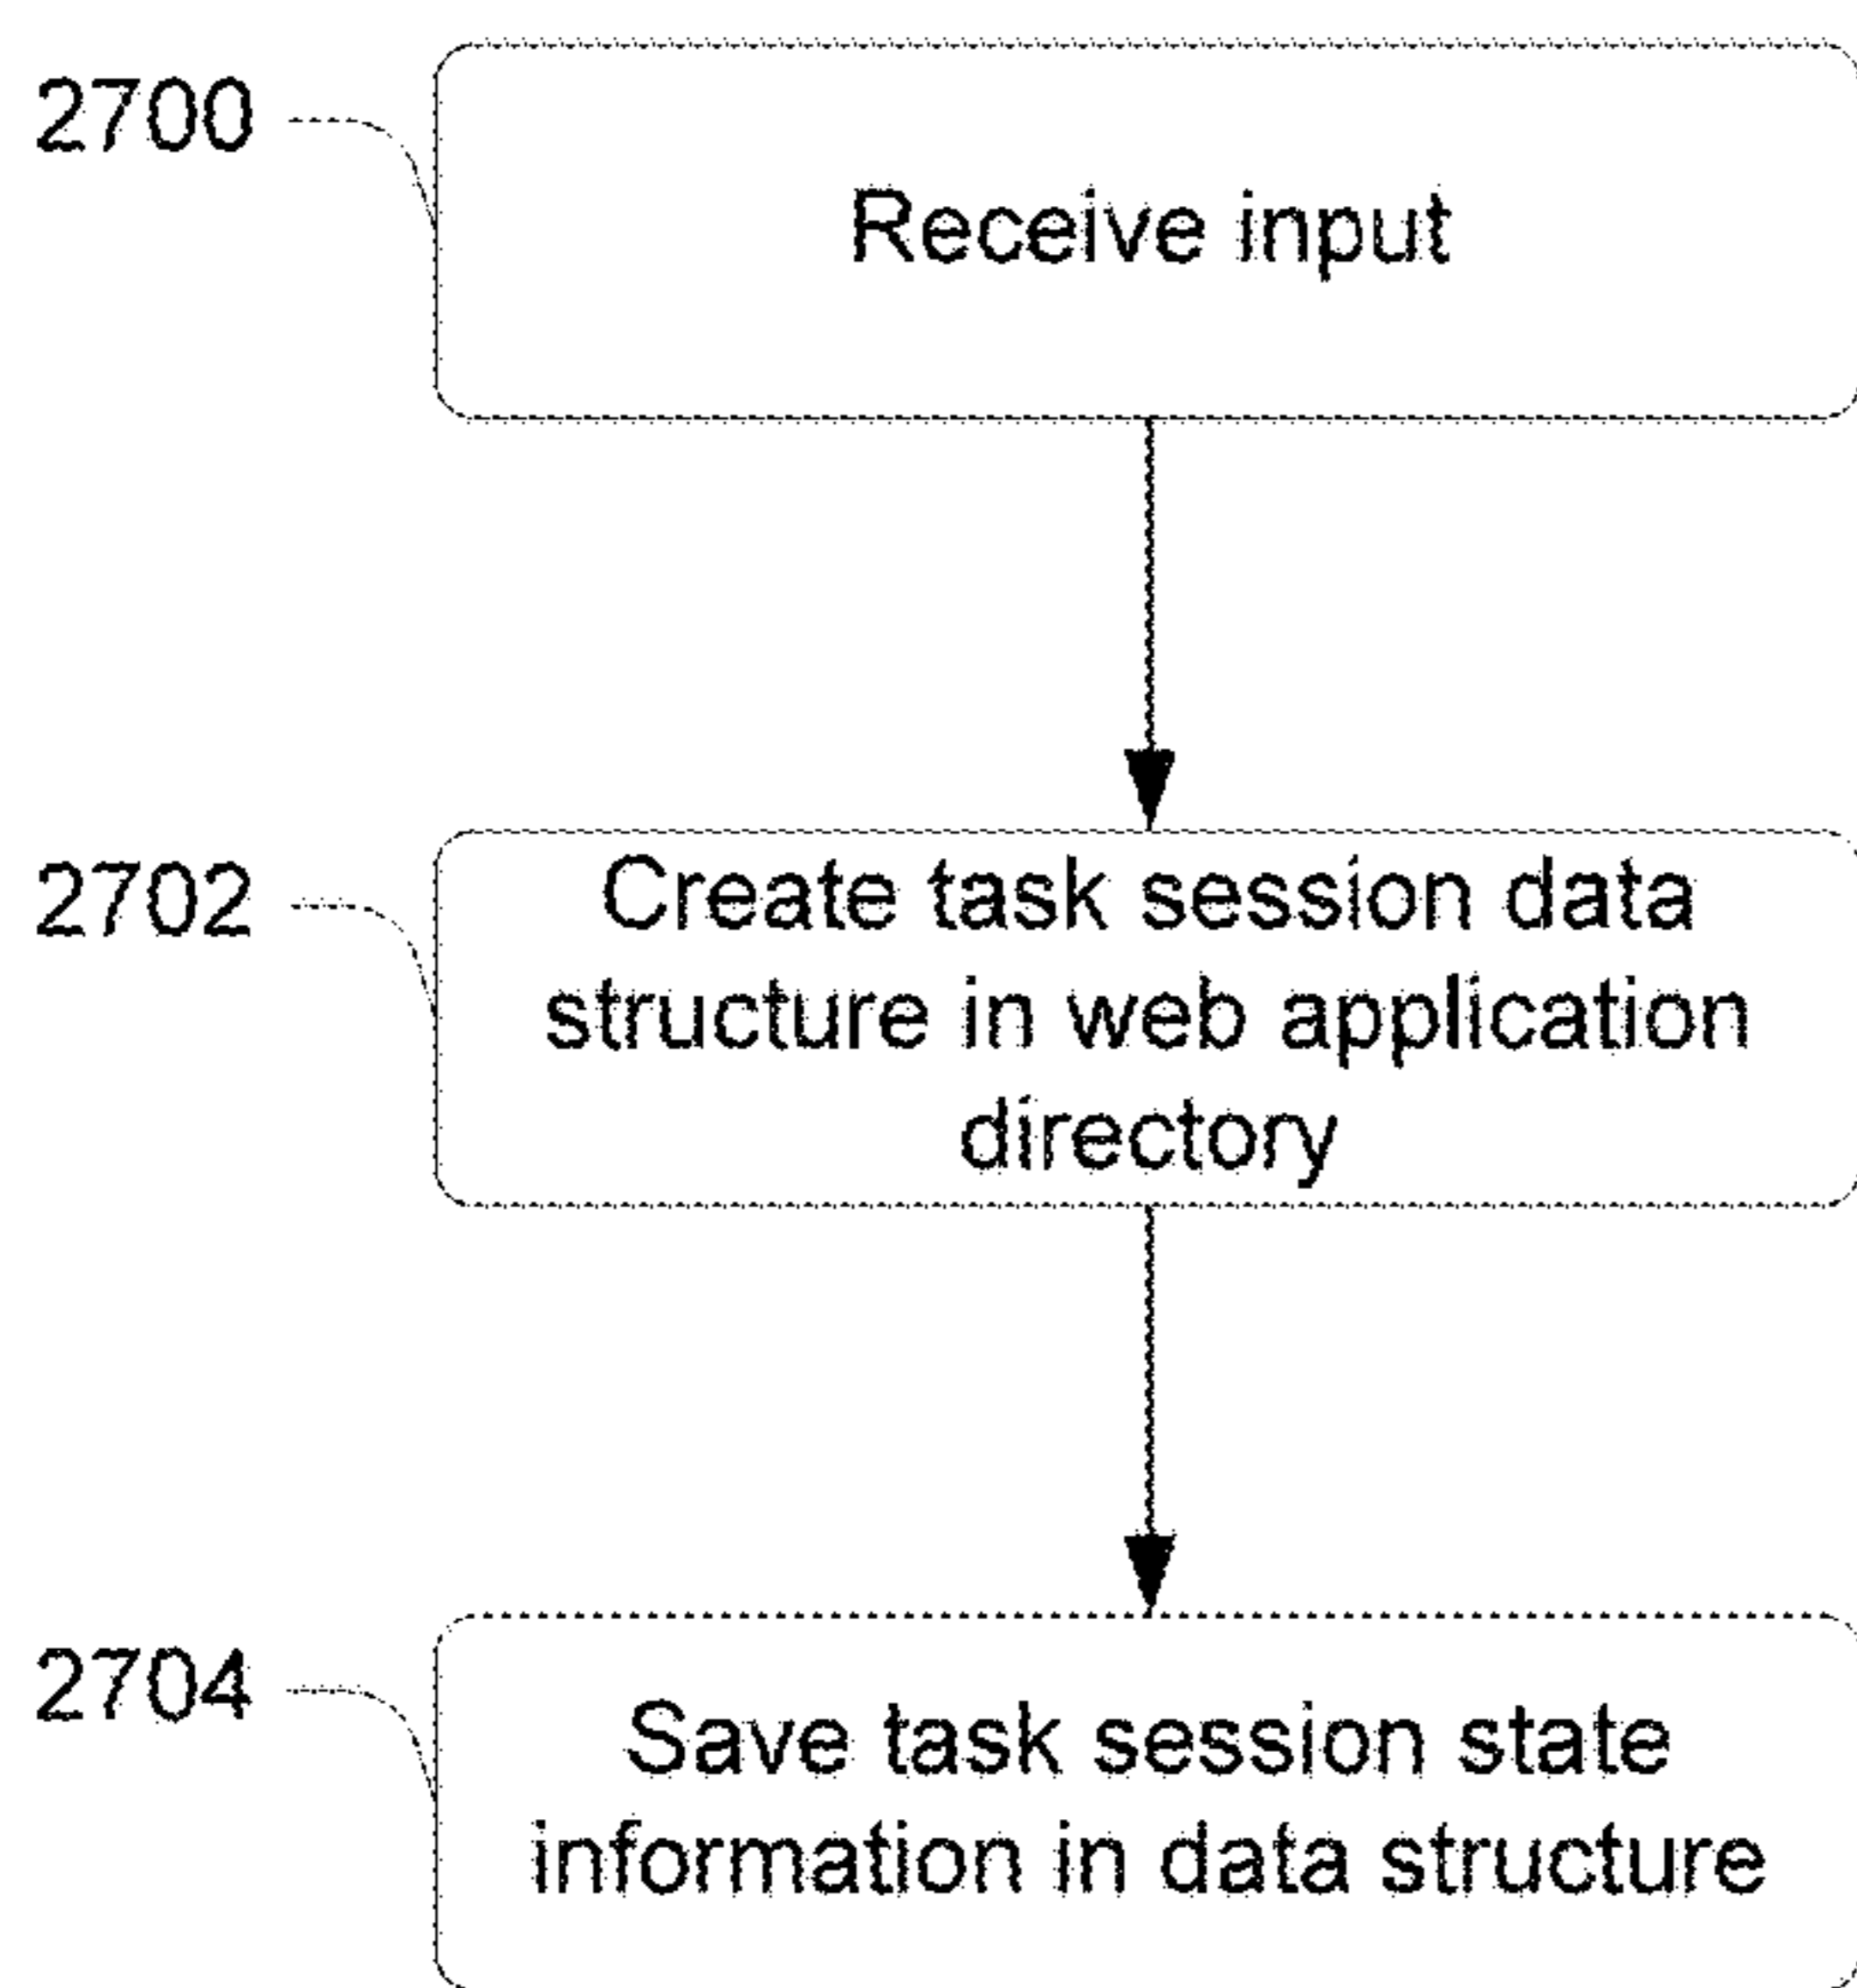 2700
Receive input
2702
Create task session data
structure in web application
directory
2704
Save task session state
information in data structure